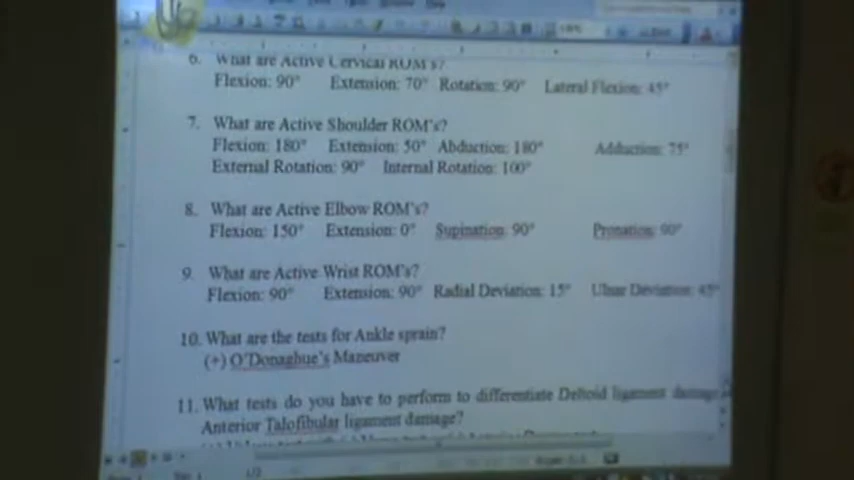 6. What are Active Cervical ROM's?
Flexion: 90° Extension: 70° Rotation: 90° Lateral Flexion: 45°
7. What are Active Shoulder ROM's?
Flexion: 180° Extension: 50° Abduction: 180° Adduction: 75°
External Rotation: 90° Internal Rotation: 100°
8. What are Active Elbow ROM's?
Flexion: 150° Extension: 0° Supination: 90° Pronation: 90°
9. What are Active Wrist ROM's?
Flexion: 90° Extension: 90° Radial Deviation: 15° Ulnar Deviation: 45°
10. What are the tests for Ankle sprain?
(+) O'Donaghue's Maneuver
11. What tests do you have to perform to differentiate Deltoid ligament damage
Anterior Talofibular ligament damage?